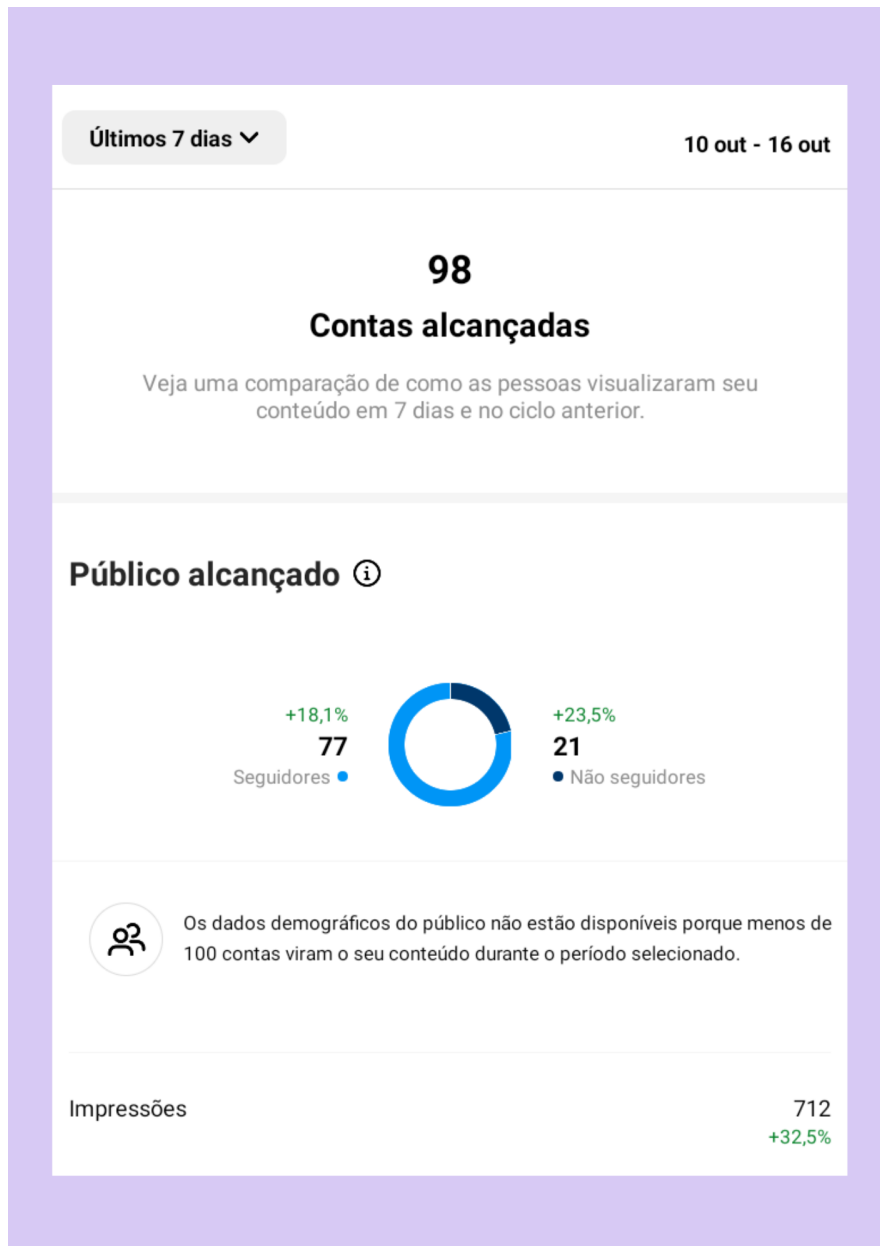 Últimos 7 dias
10 out - 16 out
98
Contas alcançadas
Veja uma comparação de como as pessoas visualizaram seu
conteúdo em 7 dias e no ciclo anterior.
Público alcançado
+18,1%
77
Seguidores
+23,5%
21
Não seguidores
Os dados demográficos do público não estão disponíveis porque menos de
100 contas viram o seu conteúdo durante o período selecionado.
Impressões
712
+32,5%